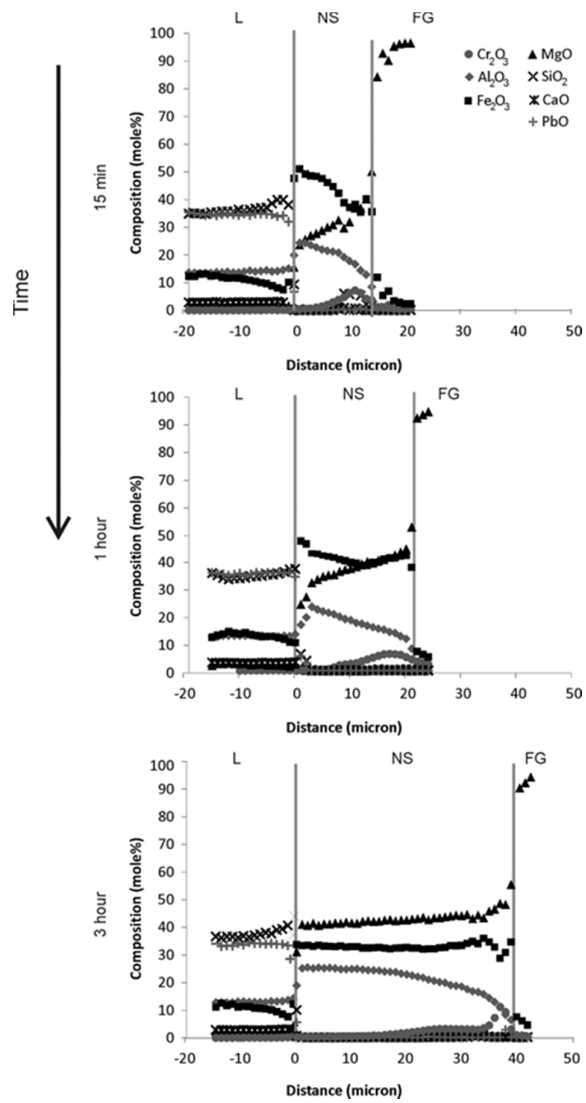 L NS FG
100
90
80
70
60
50
40
30
20
10
0
-20 -10 0 10 20 30 40 50
Composition (mole%)
Distance (micron)
Cr₂O₃ MgO
Al₂O₃ SiO₂
Fe₂O₃ CaO
PbO
15 min
Time
L NS FG
100
90
80
70
60
50
40
30
20
10
0
-20 -10 0 10 20 30 40 50
Composition (mole%)
Distance (micron)
1 hour
L NS FG
100
90
80
70
60
50
40
30
20
10
0
-20 -10 0 10 20 30 40 50
Composition (mole%)
Distance (micron)
3 hour